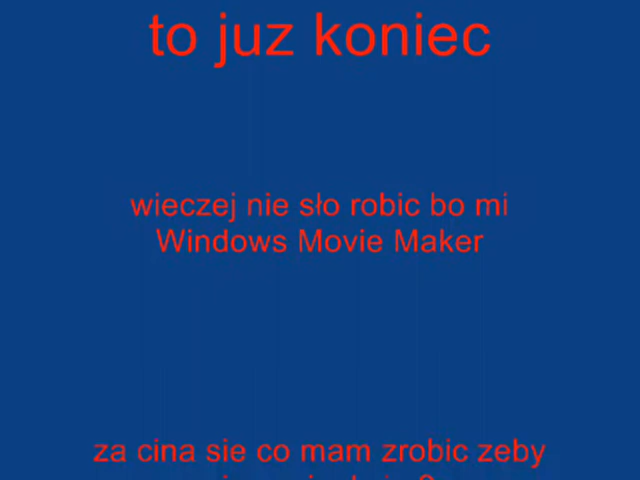 to juz koniec
wieczej nie sło robic bo mi
Windows Movie Maker
za cina sie co mam zrobic zeby